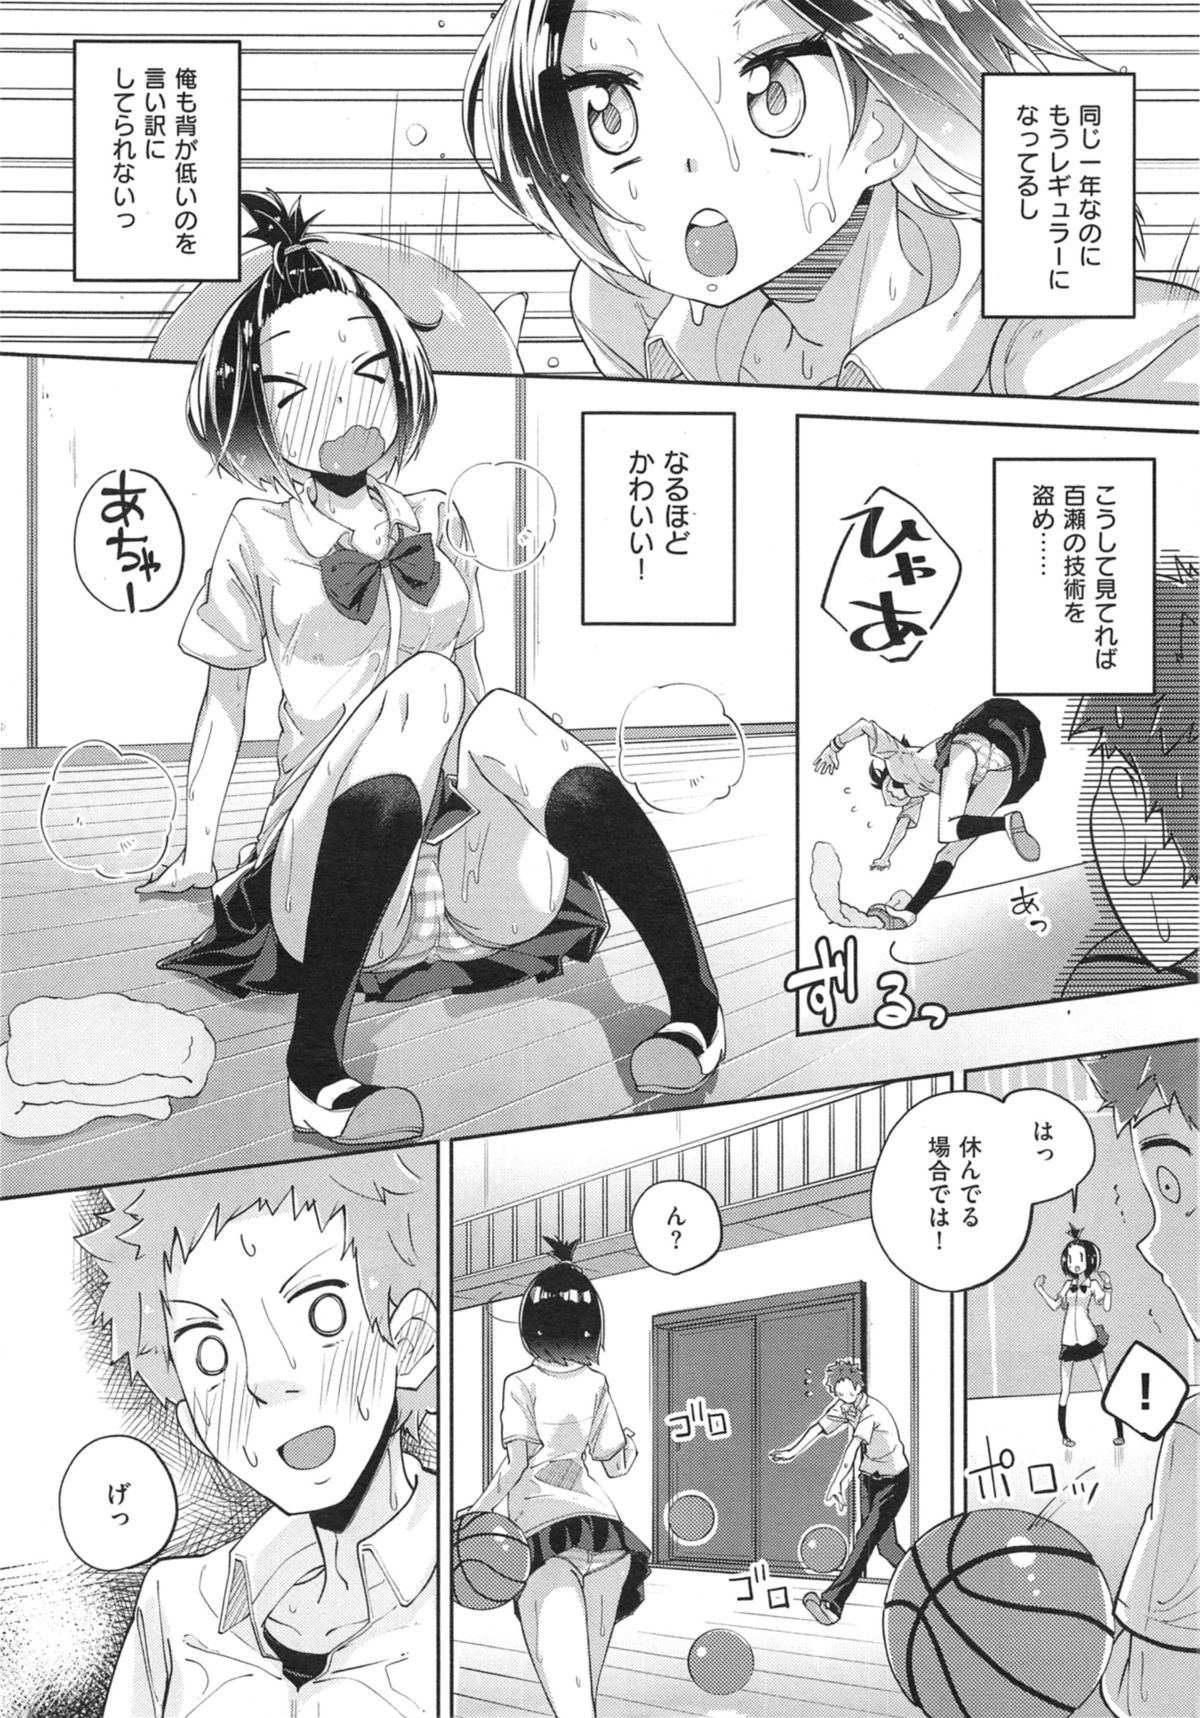 同じ一年なのに
もうレギュラーに
なってるし
俺も背が低いのを
言い訳に
してられないっ
こうして見てれば
百瀬の技術を
盗め……
ひゃあ
あっ
ずるっ
なるほど
かわいい！
あちゃー
はっ
休んでる
場合では！
！
ポロッ
ん？
ゴロ
ゴロ
げっ